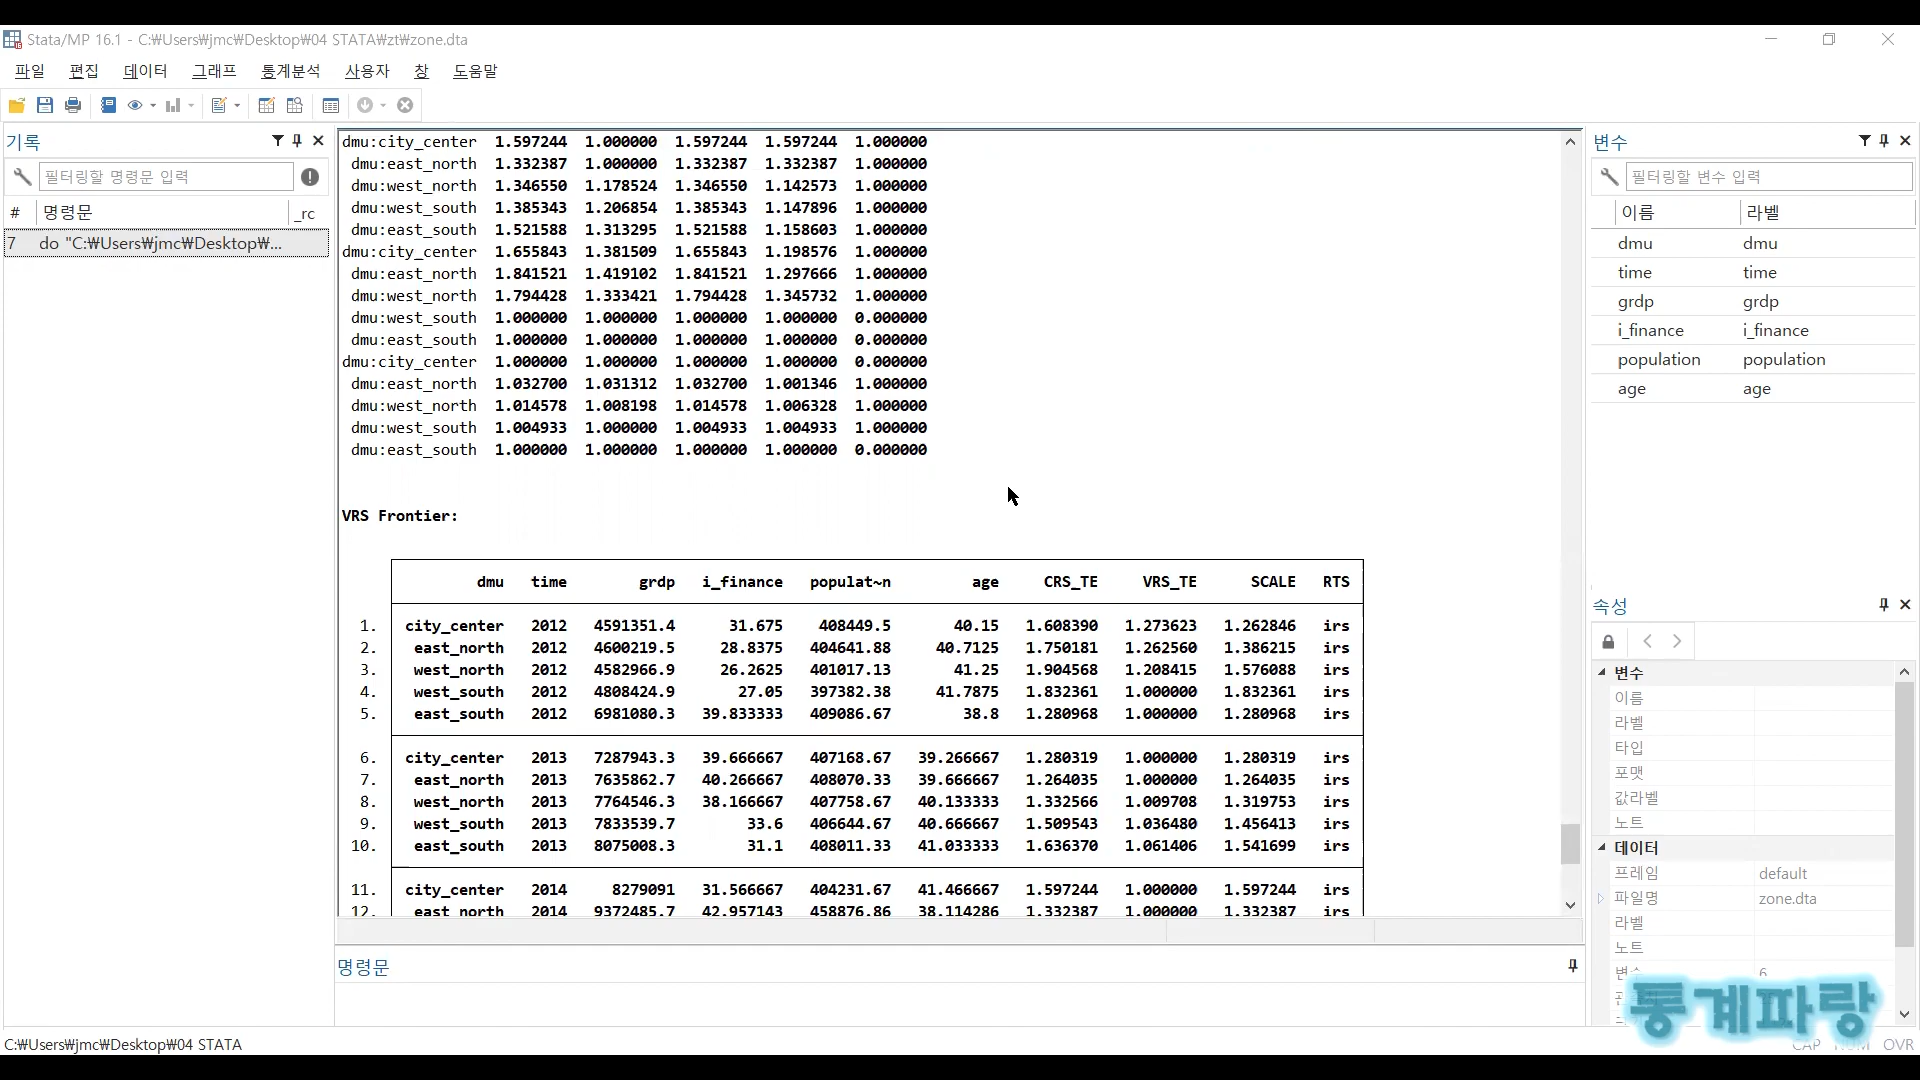 Stata/MP 16.1 - C:₩Users₩jmc₩Desktop₩04 STATA₩zt₩zone.dta
파일 편집 데이터 그래프 통계분석 사용자 창 도움말
기록
필터링할 명령문 입력
# 명령문 _rc
7 do "C:₩Users₩jmc₩Desktop₩...
dmu:city_center 1.597244 1.000000 1.597244 1.597244 1.000000
dmu:east_north 1.332387 1.000000 1.332387 1.332387 1.000000
dmu:west_north 1.346550 1.178524 1.346550 1.142573 1.000000
dmu:west_south 1.385343 1.206854 1.385343 1.147896 1.000000
dmu:east_south 1.521588 1.313295 1.521588 1.158603 1.000000
dmu:city_center 1.655843 1.381509 1.655843 1.198576 1.000000
dmu:east_north 1.841521 1.419102 1.841521 1.297666 1.000000
dmu:west_north 1.794428 1.333421 1.794428 1.345732 1.000000
dmu:west_south 1.000000 1.000000 1.000000 1.000000 0.000000
dmu:east_south 1.000000 1.000000 1.000000 1.000000 0.000000
dmu:city_center 1.000000 1.000000 1.000000 1.000000 0.000000
dmu:east_north 1.032700 1.031312 1.032700 1.001346 1.000000
dmu:west_north 1.014578 1.008198 1.014578 1.006328 1.000000
dmu:west_south 1.004933 1.000000 1.004933 1.004933 1.000000
dmu:east_south 1.000000 1.000000 1.000000 1.000000 0.000000
VRS Frontier:
dmu time grdp i_finance populat~n age CRS_TE VRS_TE SCALE RTS
1. city_center 2012 4591351.4 31.675 408449.5 40.15 1.608390 1.273623 1.262846 irs
2. east_north 2012 4600219.5 28.8375 404641.88 40.7125 1.750181 1.262560 1.386215 irs
3. west_north 2012 4582966.9 26.2625 401017.13 41.25 1.904568 1.208415 1.576088 irs
4. west_south 2012 4808424.9 27.05 397382.38 41.7875 1.832361 1.000000 1.832361 irs
5. east_south 2012 6981080.3 39.833333 409086.67 38.8 1.280968 1.000000 1.280968 irs
6. city_center 2013 7287943.3 39.666667 407168.67 39.266667 1.280319 1.000000 1.280319 irs
7. east_north 2013 7635862.7 40.266667 408070.33 39.666667 1.264035 1.000000 1.264035 irs
8. west_north 2013 7764546.3 38.166667 407758.67 40.133333 1.332566 1.009708 1.319753 irs
9. west_south 2013 7833539.7 33.6 406644.67 40.666667 1.509543 1.036480 1.456413 irs
10. east_south 2013 8075008.3 31.1 408011.33 41.033333 1.636370 1.061406 1.541699 irs
11. city_center 2014 8279091 31.566667 404231.67 41.466667 1.597244 1.000000 1.597244 irs
12. east_north 2014 9372485.7 42.957143 458876.86 38.114286 1.332387 1.000000 1.332387 irs
명령문
변수
필터링할 변수 입력
이름 라벨
dmu dmu
time time
grdp grdp
i_finance i_finance
population population
age age
속성
변수
이름
라벨
타입
포맷
값라벨
노트
데이터
프레임 default
파일명 zone.dta
라벨
노트
변수 6
통계파랑
C:₩Users₩jmc₩Desktop₩04 STATA
CAP NUM OVR